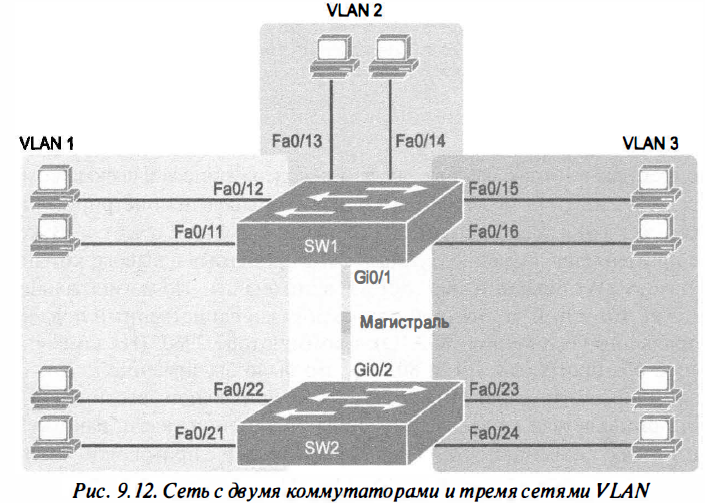 VLAN 2
Fa0/13 Fa0/14
VLAN 1 VLAN 3
Fa0/12 Fa0/15
Fa0/11 Fa0/16
SW1
Gi0/1
Магистраль
Gi0/2
Fa0/22 Fa0/23
Fa0/21 Fa0/24
SW2
Рис. 9.12. Сеть с двумя коммутаторами и тремя сетями VLAN